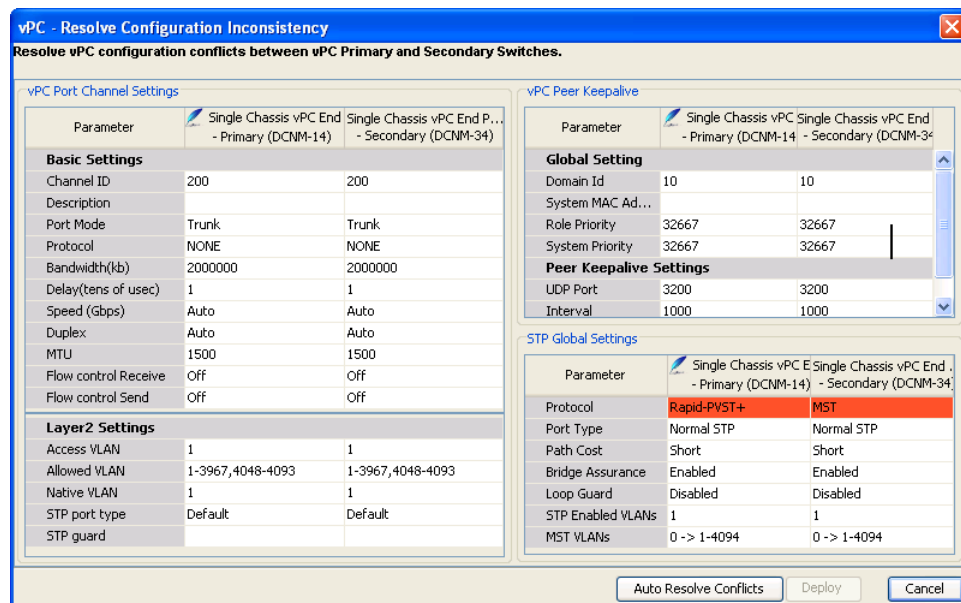 vPC - Resolve Configuration Inconsistency
Resolve vPC configuration conflicts between vPC Primary and Secondary Switches.
vPC Port Channel Settings
Parameter Single Chassis vPC End Single Chassis vPC End P...
- Primary (DCNM-14) - Secondary (DCNM-34)
Basic Settings
Channel ID 200 200
Description
Port Mode Trunk Trunk
Protocol NONE NONE
Bandwidth(kb) 2000000 2000000
Delay(tens of usec) 1 1
Speed (Gbps) Auto Auto
Duplex Auto Auto
MTU 1500 1500
Flow control Receive Off Off
Flow control Send Off Off
Layer2 Settings
Access VLAN 1 1
Allowed VLAN 1-3967,4048-4093 1-3967,4048-4093
Native VLAN 1 1
STP port type Default Default
STP guard
vPC Peer Keepalive
Parameter Single Chassis vPC Single Chassis vPC End
- Primary (DCNM-14 - Secondary (DCNM-34
Global Setting
Domain Id 10 10
System MAC Ad...
Role Priority 32667 32667
System Priority 32667 32667
Peer Keepalive Settings
UDP Port 3200 3200
Interval 1000 1000
STP Global Settings
Parameter Single Chassis vPC E Single Chassis vPC End .
- Primary (DCNM-14) - Secondary (DCNM-34)
Protocol Rapid-PVST+ MST
Port Type Normal STP Normal STP
Path Cost Short Short
Bridge Assurance Enabled Enabled
Loop Guard Disabled Disabled
STP Enabled VLANs 1 1
MST VLANs 0 -> 1-4094 0 -> 1-4094
Auto Resolve Conflicts Deploy Cancel